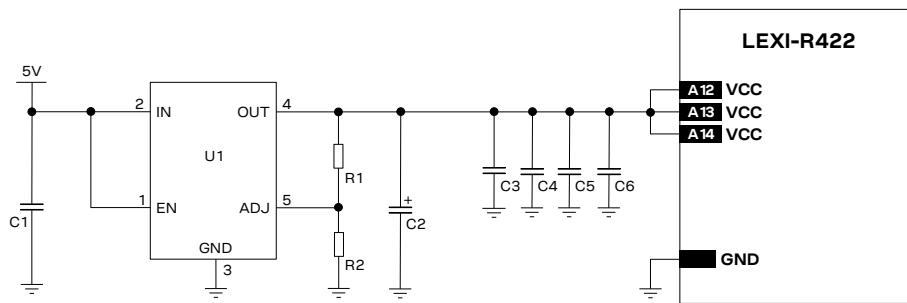 LEXI-R422
5V
A12 VCC
2 IN OUT 4
A13 VCC
A14 VCC
U1
R1
C3 C4 C5 C6
1 EN ADJ 5
C1
+
C2
GND
3
R2
GND